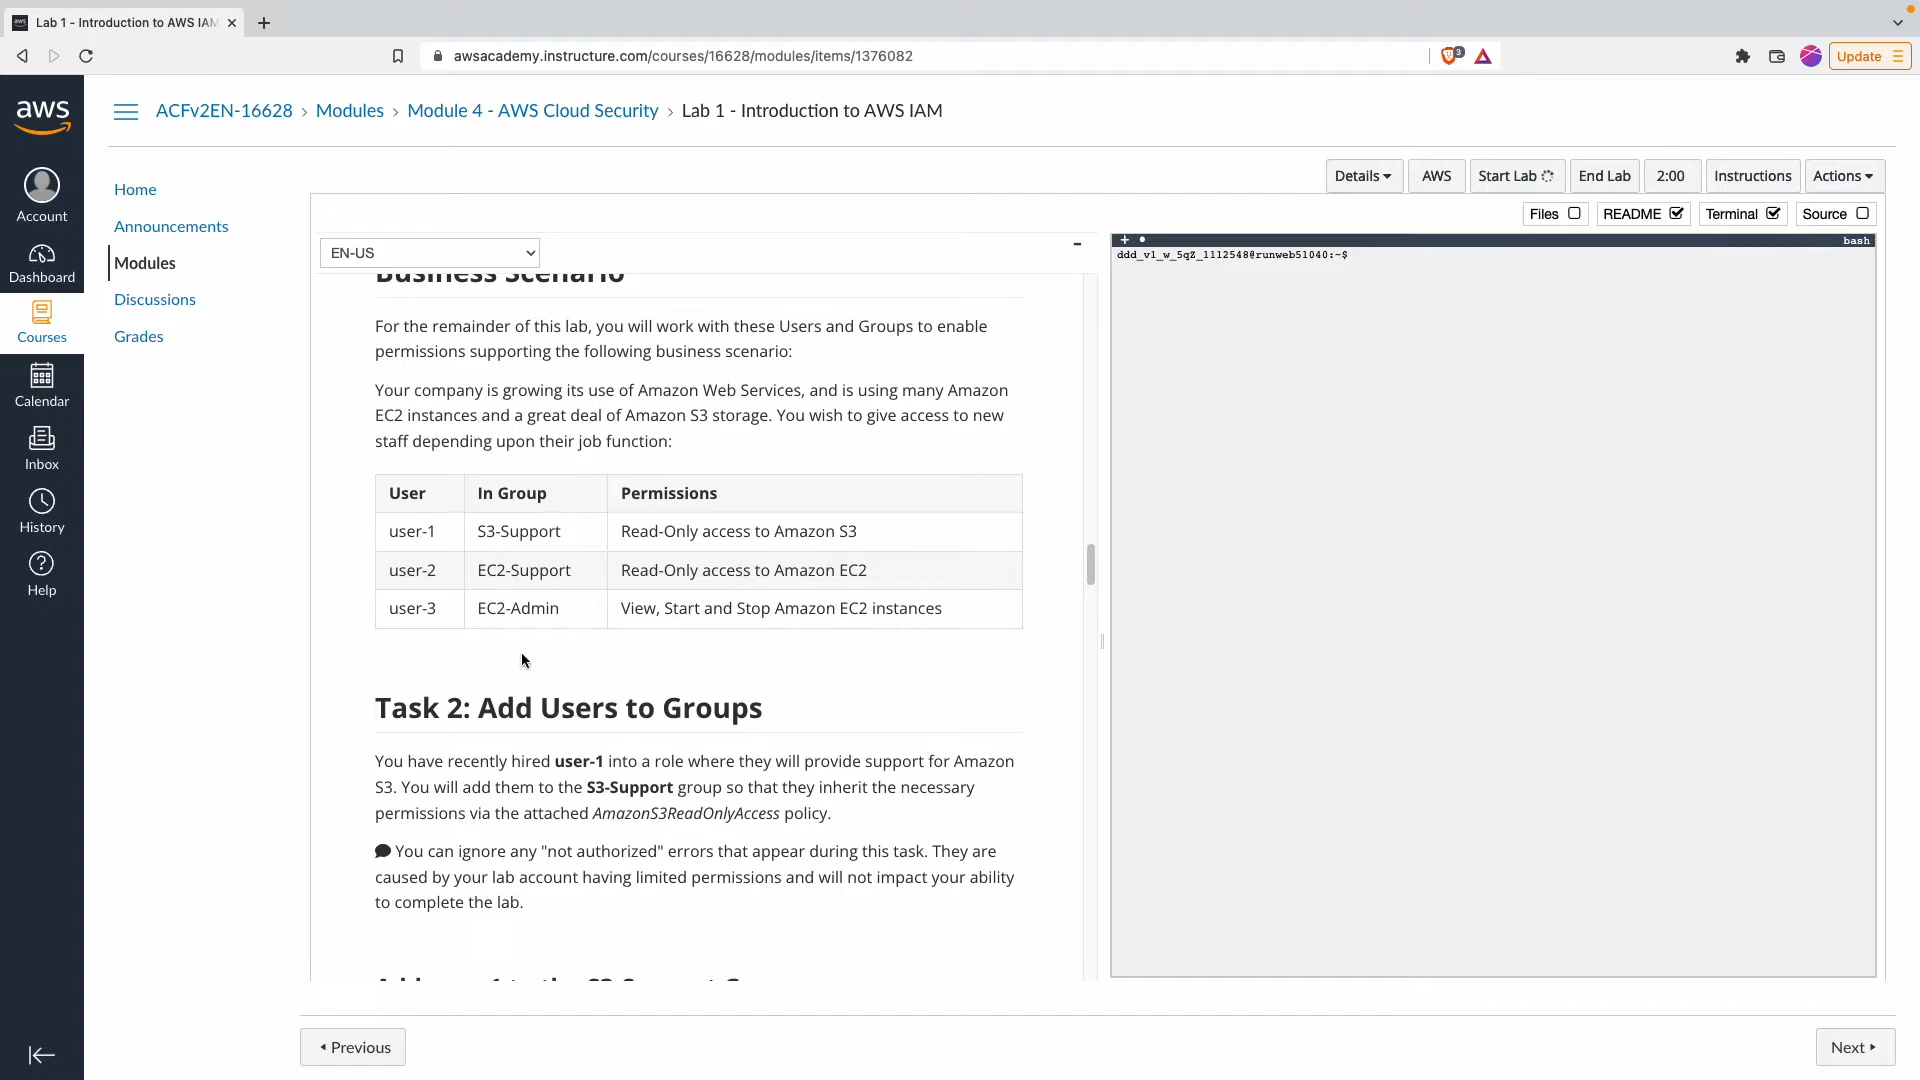 aws Lab 1 - Introduction to AWS IAM
awsacademy.instructure.com/courses/16628/modules/items/1376082
3
Update
aws
ACFv2EN-16628 › Modules › Module 4 - AWS Cloud Security › Lab 1 - Introduction to AWS IAM
Account
Dashboard
Courses
Calendar
Inbox
History
Help
Home
Announcements
Modules
Discussions
Grades
Details AWS Start Lab End Lab 2:00 Instructions Actions
Files README Terminal Source
EN-US
Business Scenario
For the remainder of this lab, you will work with these Users and Groups to enable
permissions supporting the following business scenario:
Your company is growing its use of Amazon Web Services, and is using many Amazon
EC2 instances and a great deal of Amazon S3 storage. You wish to give access to new
staff depending upon their job function:
User In Group Permissions
user-1 S3-Support Read-Only access to Amazon S3
user-2 EC2-Support Read-Only access to Amazon EC2
user-3 EC2-Admin View, Start and Stop Amazon EC2 instances
Task 2: Add Users to Groups
You have recently hired user-1 into a role where they will provide support for Amazon
S3. You will add them to the S3-Support group so that they inherit the necessary
permissions via the attached AmazonS3ReadOnlyAccess policy.
You can ignore any "not authorized" errors that appear during this task. They are
caused by your lab account having limited permissions and will not impact your ability
to complete the lab.
bash
ddd_v1_w_5qZ_1112548@runweb51040:~$
Previous
Next